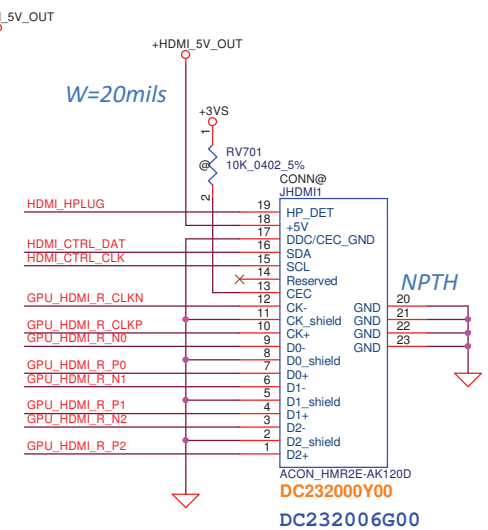 _5V_OUT
+HDMI_5V_OUT
W=20mils
+3VS
1
RV701
@ 10K_0402_5%
2
CONN@
JHDMI1
HDMI_HPLUG 19 HP_DET
18 +5V
17 DDC/CEC_GND
HDMI_CTRL_DAT 16 SDA
HDMI_CTRL_CLK 15 SCL
14 Reserved
NPTH
13 CEC
GPU_HDMI_R_CLKN 12 CK- GND 20
11 CK_shield GND 21
GPU_HDMI_R_CLKP 10 CK+ GND 22
GPU_HDMI_R_N0 9 D0- GND 23
8 D0_shield
GPU_HDMI_R_P0 7 D0+
GPU_HDMI_R_N1 6 D1-
5 D1_shield
GPU_HDMI_R_P1 4 D1+
GPU_HDMI_R_N2 3 D2-
2 D2_shield
GPU_HDMI_R_P2 1 D2+
ACON_HMR2E-AK120D
DC232000Y00
DC232006G00